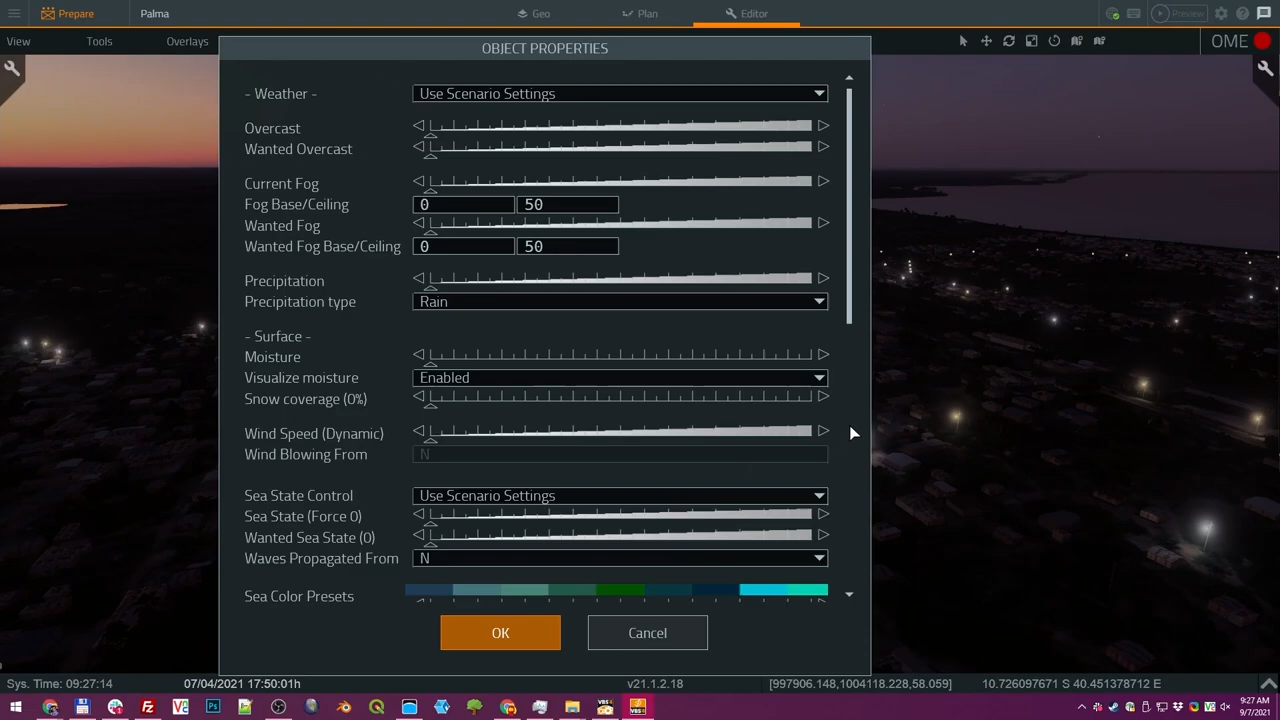 Prepare Palma Geo Plan Editor Preview
View Tools Overlays OME
OBJECT PROPERTIES
- Weather - Use Scenario Settings
Overcast
Wanted Overcast
Current Fog
Fog Base/Ceiling 0 50
Wanted Fog
Wanted Fog Base/Ceiling 0 50
Precipitation
Precipitation type Rain
- Surface -
Moisture
Visualize moisture Enabled
Snow coverage (0%)
Wind Speed (Dynamic)
Wind Blowing From N
Sea State Control Use Scenario Settings
Sea State (Force 0)
Wanted Sea State (0)
Waves Propagated From N
Sea Color Presets
OK Cancel
Sys. Time: 09:27:14 07/04/2021 17:50:01h v21.1.2.18 [997906.148,1004118.228,58.059] 10.726097671 S 40.451378712 E
9:27 AM
9/7/2021